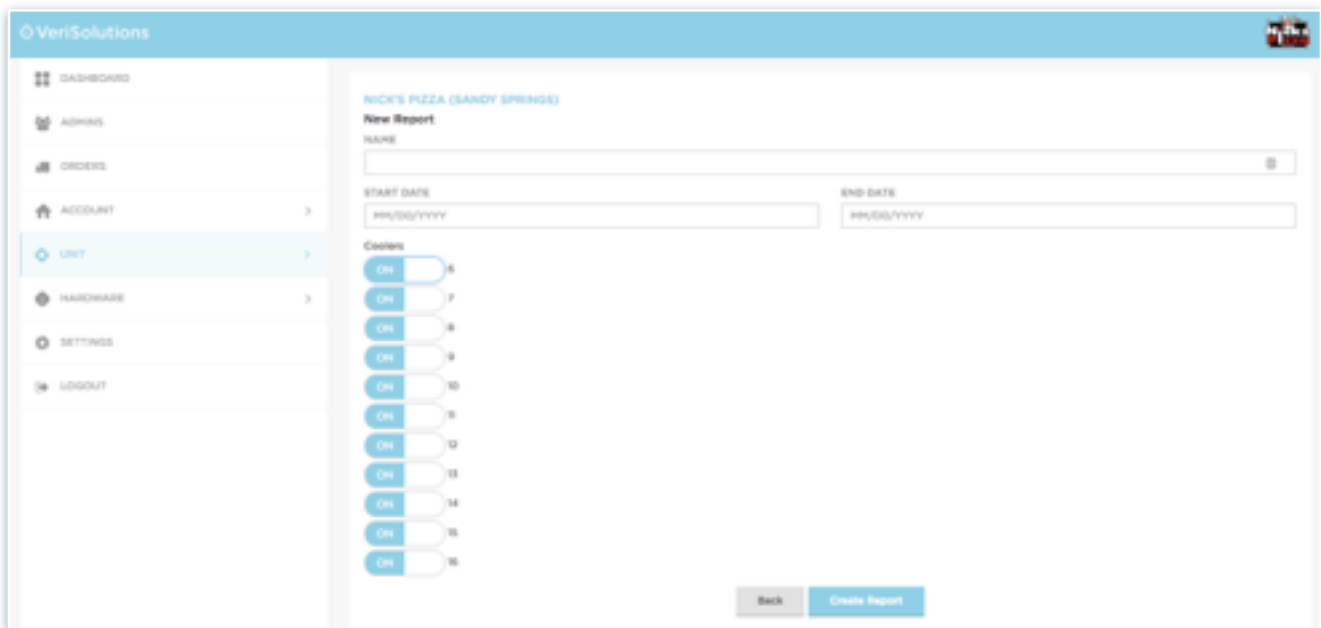 VeriSolutions
DASHBOARD
ADMINS
ORDERS
ACCOUNT
UNIT
HARDWARE
SETTINGS
LOGOUT
NICK'S PIZZA (SANDY SPRINGS)
New Report
NAME
START DATE END DATE
MM/DD/YYYY MM/DD/YYYY
Coolers
ON 6
ON 7
ON 8
ON 9
ON 10
ON 11
ON 12
ON 13
ON 14
ON 15
ON 16
Back Create Report